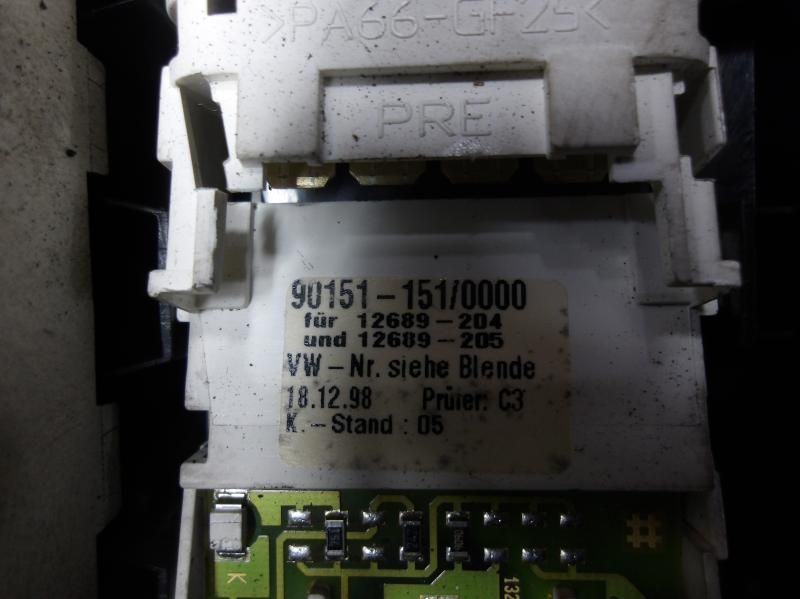 >PA66-GF25<
PRE
90151-151/0000
für 12689-204
und 12689-205
VW-Nr. siehe Blende
18.12.98 Prüfer: C3
K.-Stand : 05
K
132